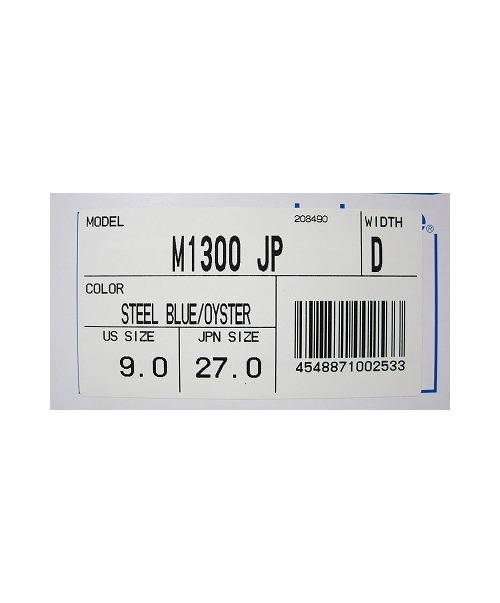 MODEL 208490 WIDTH
M1300 JP D
COLOR
STEEL BLUE/OYSTER
US SIZE JPN SIZE
9.0 27.0
4548871002533
®